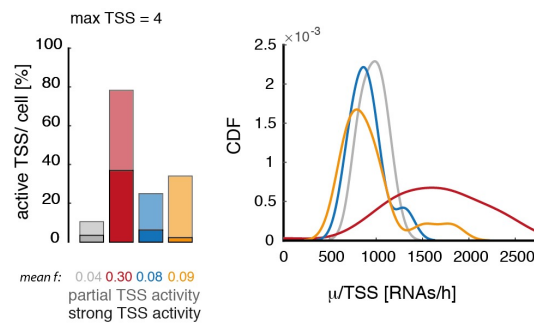 max TSS = 4
active TSS/ cell [%]
100
80
60
40
20
0
mean f: 0.04 0.30 0.08 0.09
partial TSS activity
strong TSS activity
×10⁻³
CDF
2.5
2
1.5
1
0.5
0
0 500 1000 1500 2000 2500
μ/TSS [RNAs/h]